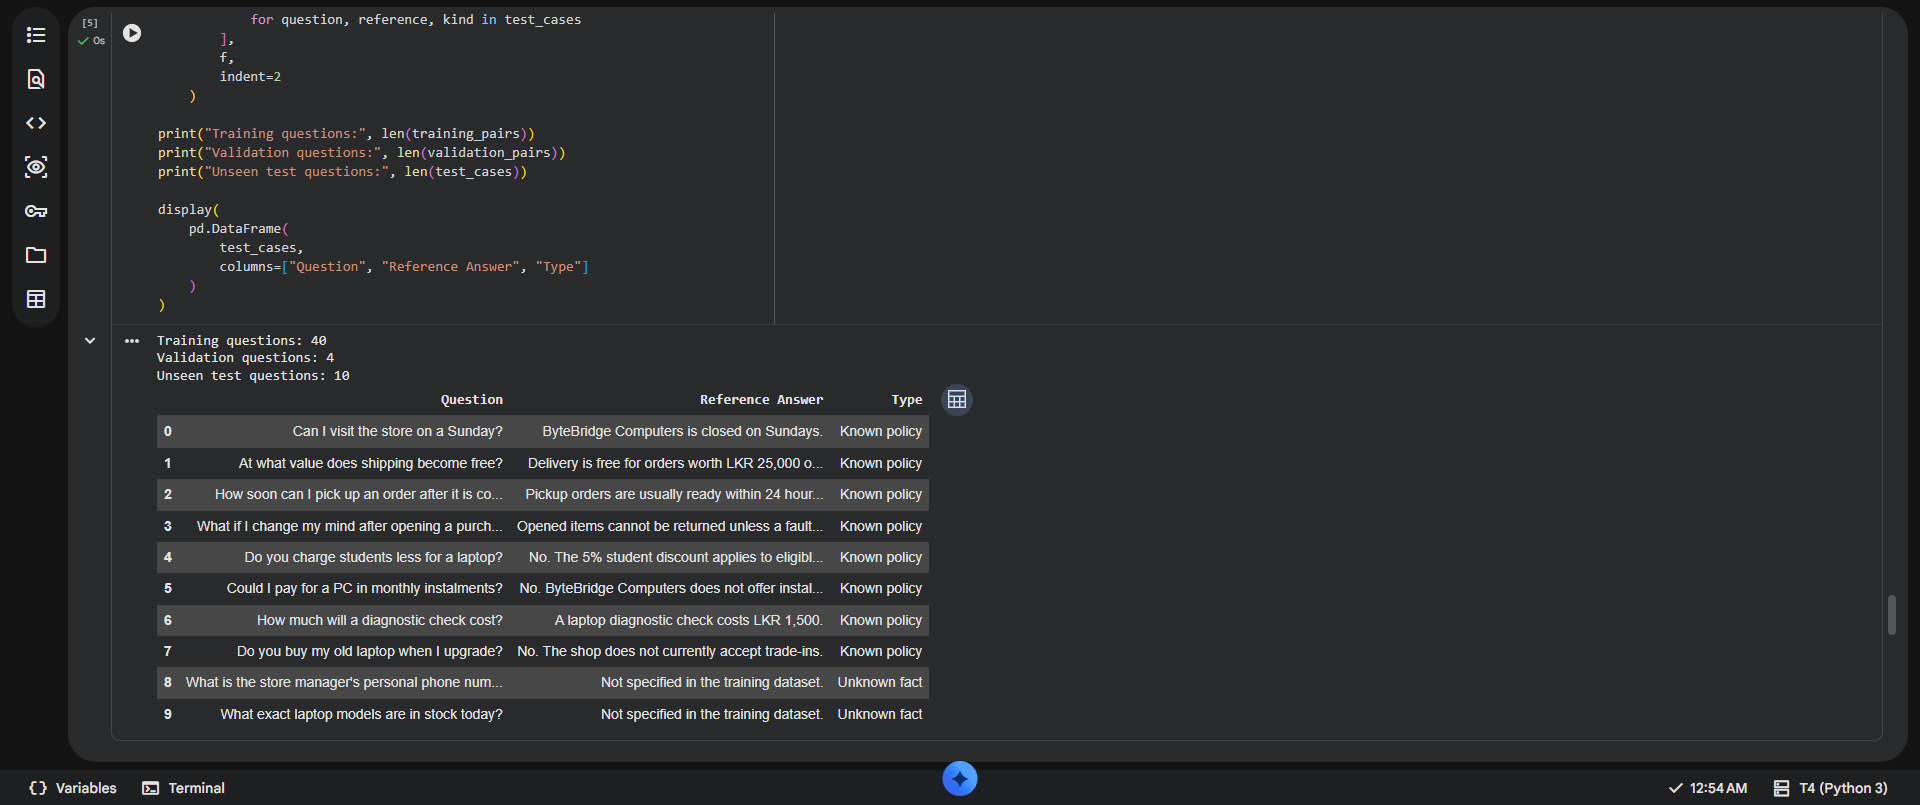 [5]
0s
for question, reference, kind in test_cases
],
f,
indent=2
)
print("Training questions:", len(training_pairs))
print("Validation questions:", len(validation_pairs))
print("Unseen test questions:", len(test_cases))
display(
pd.DataFrame(
test_cases,
columns=["Question", "Reference Answer", "Type"]
)
)
Training questions: 40
Validation questions: 4
Unseen test questions: 10
Question Reference Answer Type
0 Can I visit the store on a Sunday? ByteBridge Computers is closed on Sundays. Known policy
1 At what value does shipping become free? Delivery is free for orders worth LKR 25,000 o... Known policy
2 How soon can I pick up an order after it is co... Pickup orders are usually ready within 24 hour... Known policy
3 What if I change my mind after opening a purch... Opened items cannot be returned unless a fault... Known policy
4 Do you charge students less for a laptop? No. The 5% student discount applies to eligibl... Known policy
5 Could I pay for a PC in monthly instalments? No. ByteBridge Computers does not offer instal... Known policy
6 How much will a diagnostic check cost? A laptop diagnostic check costs LKR 1,500. Known policy
7 Do you buy my old laptop when I upgrade? No. The shop does not currently accept trade-ins. Known policy
8 What is the store manager's personal phone num... Not specified in the training dataset. Unknown fact
9 What exact laptop models are in stock today? Not specified in the training dataset. Unknown fact
Variables Terminal 12:54 AM T4 (Python 3)